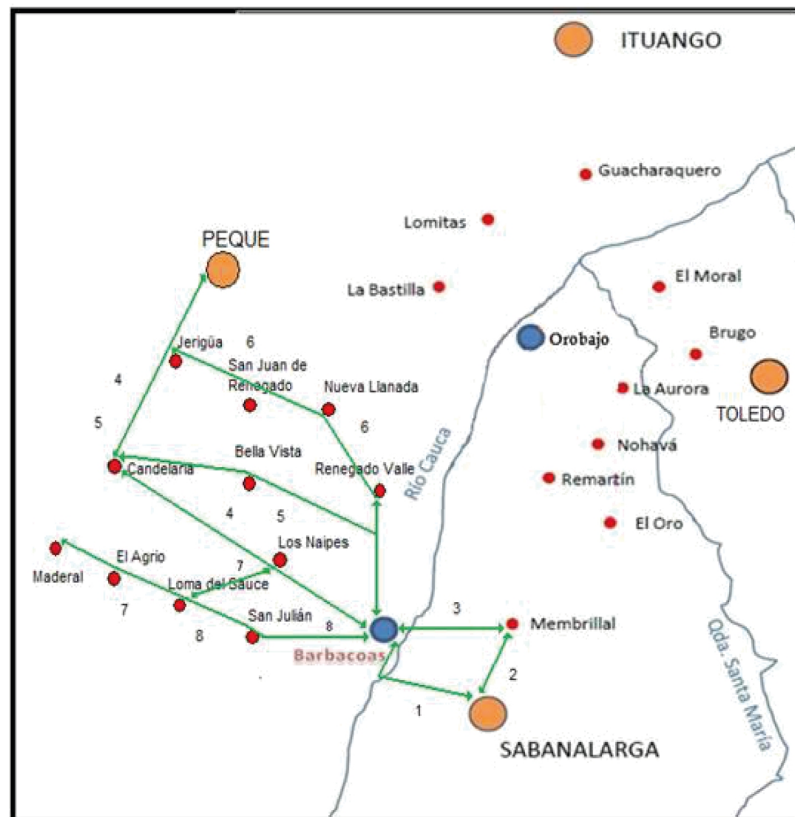 ITUANGO
Guacharaquero
Lomitas
PEQUE
La Bastilla
El Moral
Orobajo
Brugo
Jerigüa
6
San Juan de
Renegado
4
Nueva Llanada
La Aurora
TOLEDO
5
6
Río Cauca
Nohavá
Bella Vista
Candelaria
Renegado Valle
Remartín
4
5
El Oro
Los Naipes
El Agrio
Maderal
7
Loma del Sauce
7
8
San Julián
8
3
Membrillal
Barbacoas
2
1
Qda. Santa María
SABANALARGA